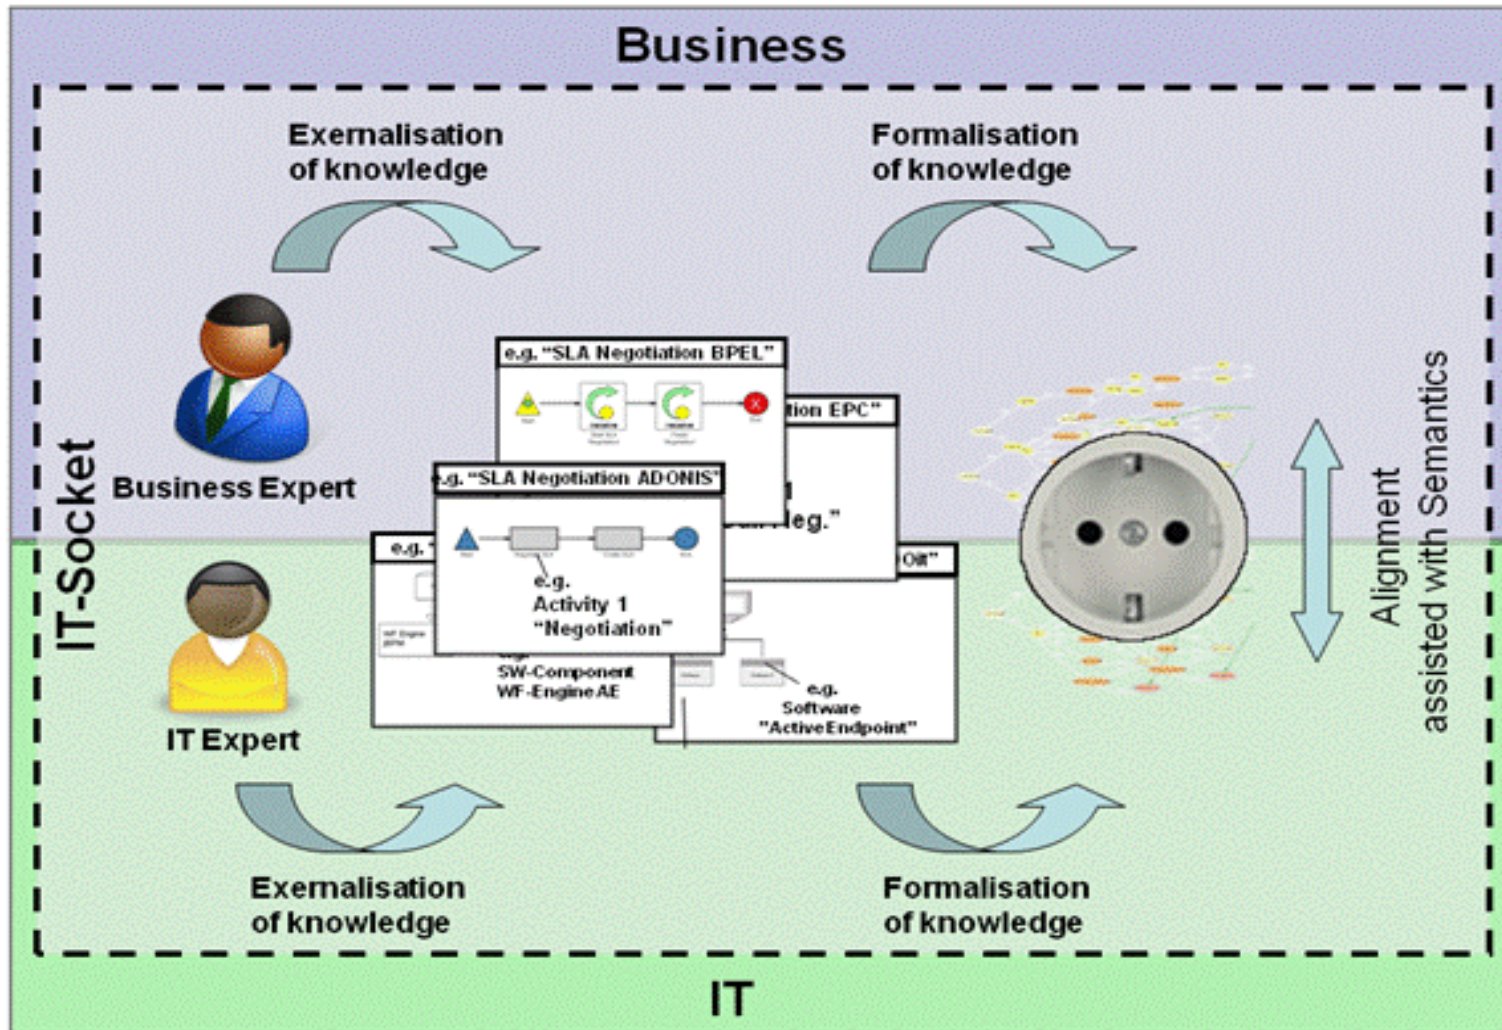 Business
Exernalisation
of knowledge
Formalisation
of knowledge
e.g. “SLA Negotiation BPEL”
tion EPC”
e.g. “SLA Negotiation ADONIS”
Neg.”
e.g.
Activity 1
“Negotiation”
SW-Component
WF-Engine AE
e.g.
Software
"ActiveEndpoint"
Business Expert
IT-Socket
IT Expert
Alignment
assisted with Semantics
Exernalisation
of knowledge
Formalisation
of knowledge
IT